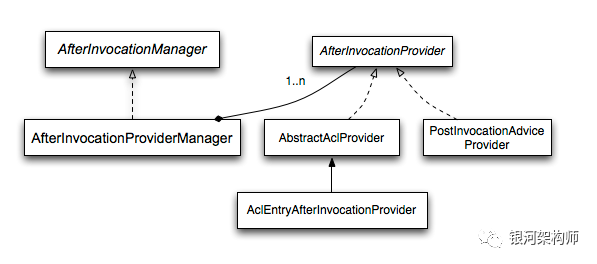 AfterInvocationManager
AfterInvocationProvider
1..n
AfterInvocationProviderManager
AbstractAclProvider
PostInvocationAdvice
Provider
AclEntryAfterInvocationProvider
银河架构师